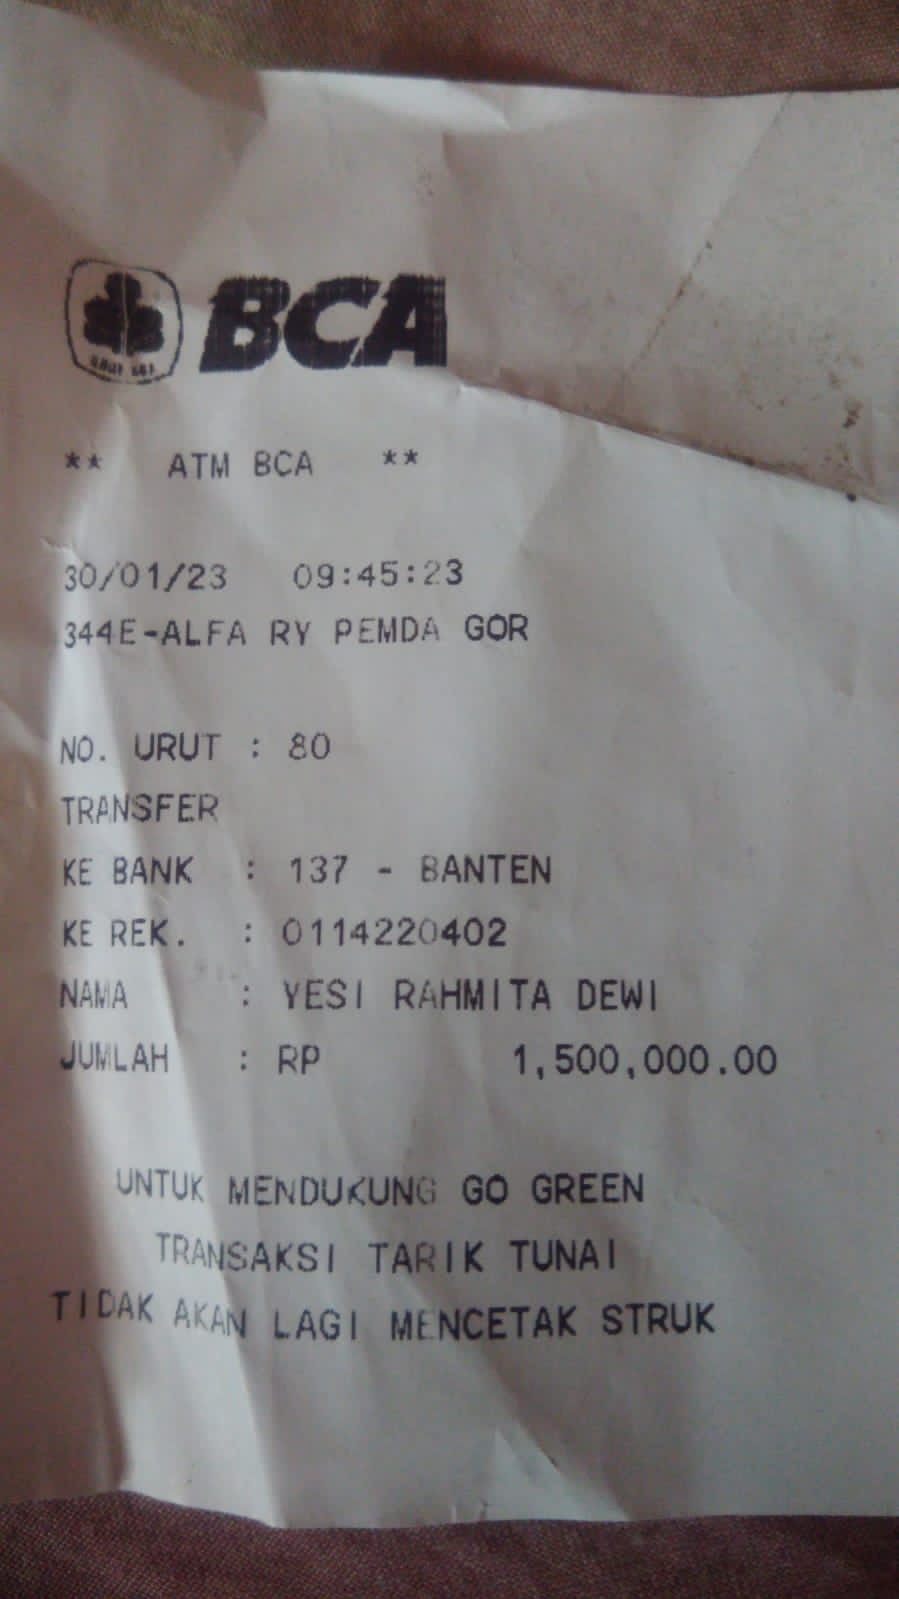 BCA
** ATM BCA **
30/01/23 09:45:23
344E-ALFA RY PEMDA GOR
NO. URUT : 80
TRANSFER
KE BANK : 137 - BANTEN
KE REK. : 0114220402
NAMA : YESI RAHMITA DEWI
JUMLAH : RP 1,500,000.00
UNTUK MENDUKUNG GO GREEN
TRANSAKSI TARIK TUNAI
TIDAK AKAN LAGI MENCETAK STRUK